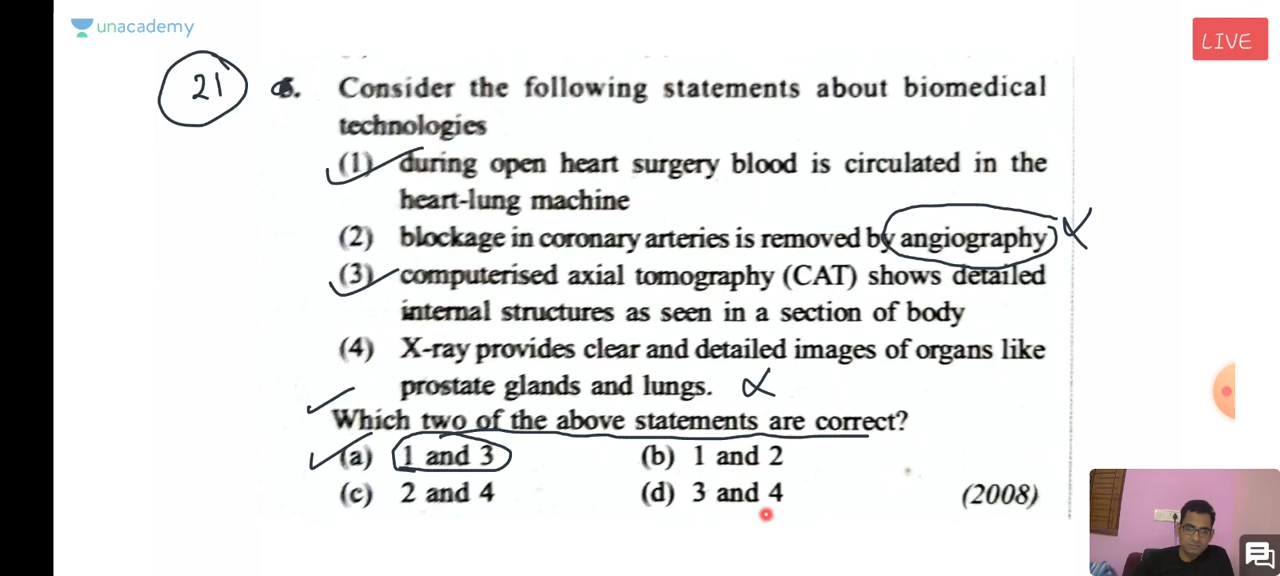 unacademy
LIVE
21
6. Consider the following statements about biomedical
technologies
(1) during open heart surgery blood is circulated in the
heart-lung machine
(2) blockage in coronary arteries is removed by angiography
(3) computerised axial tomography (CAT) shows detailed
internal structures as seen in a section of body
(4) X-ray provides clear and detailed images of organs like
prostate glands and lungs.
Which two of the above statements are correct?
(a) 1 and 3 (b) 1 and 2
(c) 2 and 4 (d) 3 and 4 (2008)